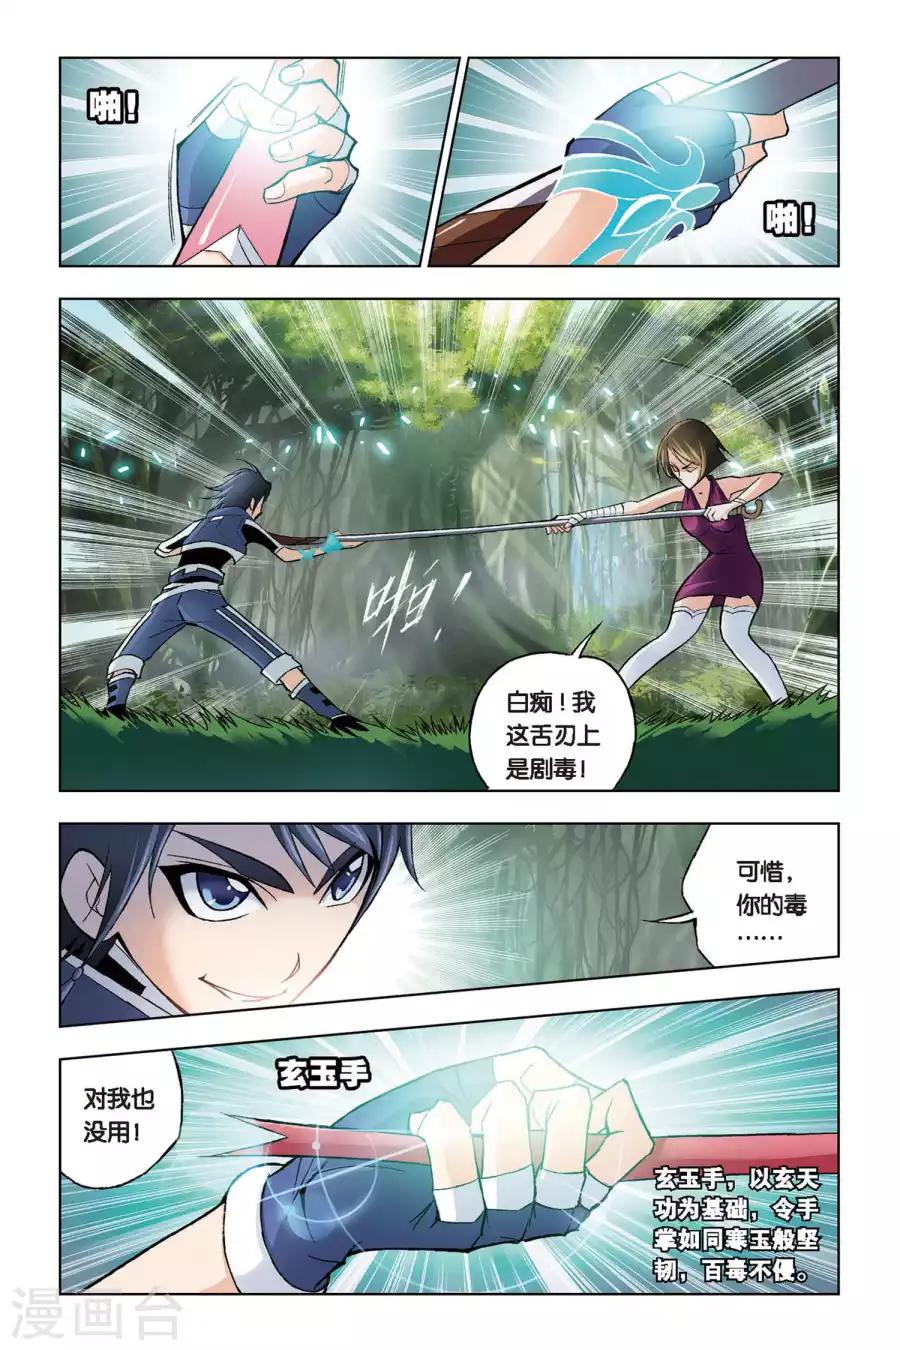 啪！
啪！
啪！
白痴！我
这舌刃上
是剧毒！
可惜，
你的毒
……
玄玉手
对我也
没用！
玄玉手，以玄天
功为基础，令手
掌如同寒玉般坚
韧，百毒不侵。
漫画台